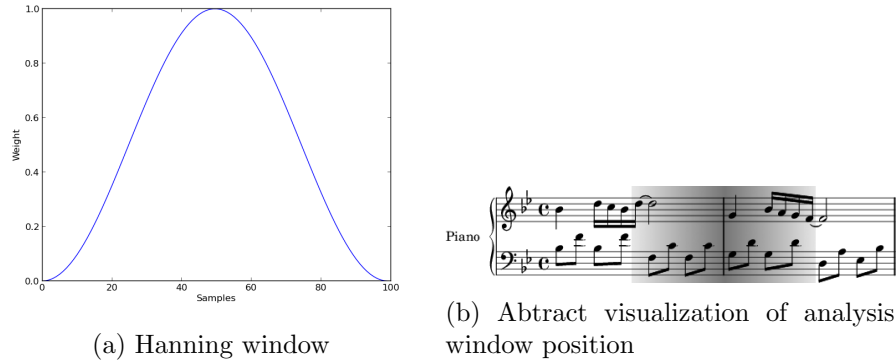 1.0
0.8
0.6
0.4
0.2
0.0
Weight
0 20 40 60 80 100
Samples
(a) Hanning window
Piano
(b) Abtract visualization of analysis
window position